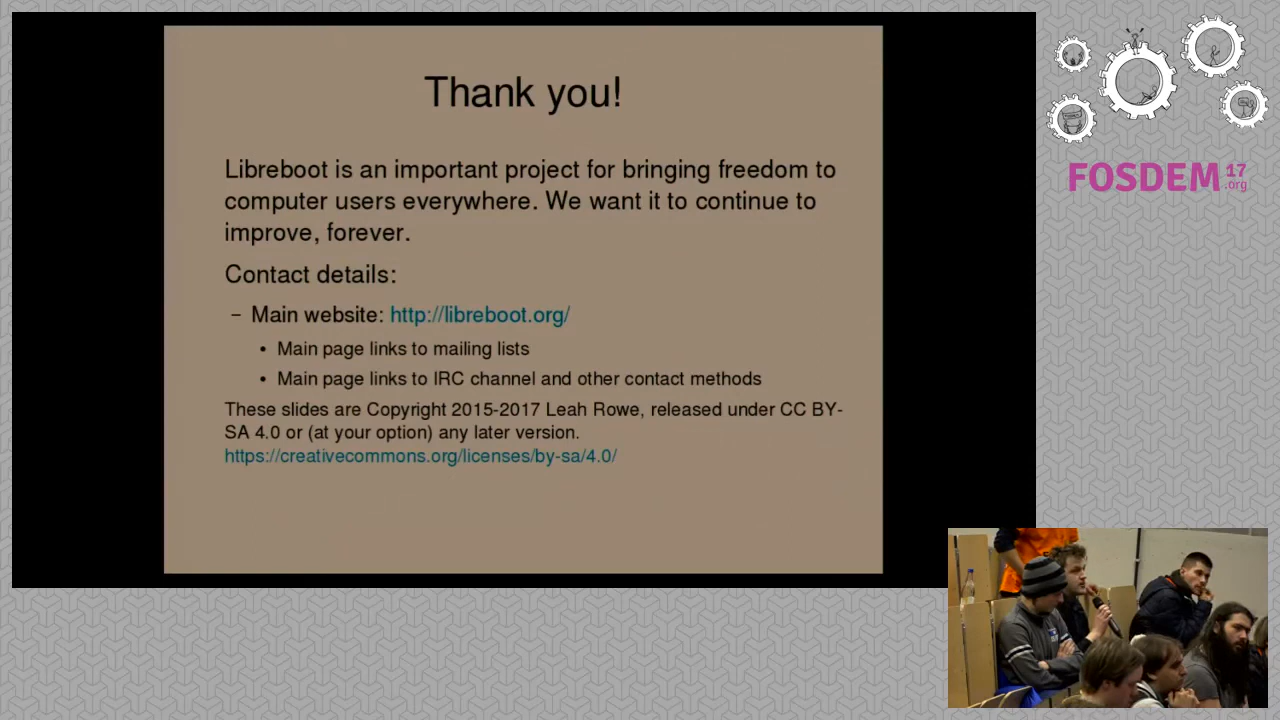 Thank you!
Libreboot is an important project for bringing freedom to
computer users everywhere. We want it to continue to
improve, forever.
Contact details:
– Main website: http://libreboot.org/
• Main page links to mailing lists
• Main page links to IRC channel and other contact methods
These slides are Copyright 2015-2017 Leah Rowe, released under CC BY-
SA 4.0 or (at your option) any later version.
https://creativecommons.org/licenses/by-sa/4.0/
FOSDEM 17
.org